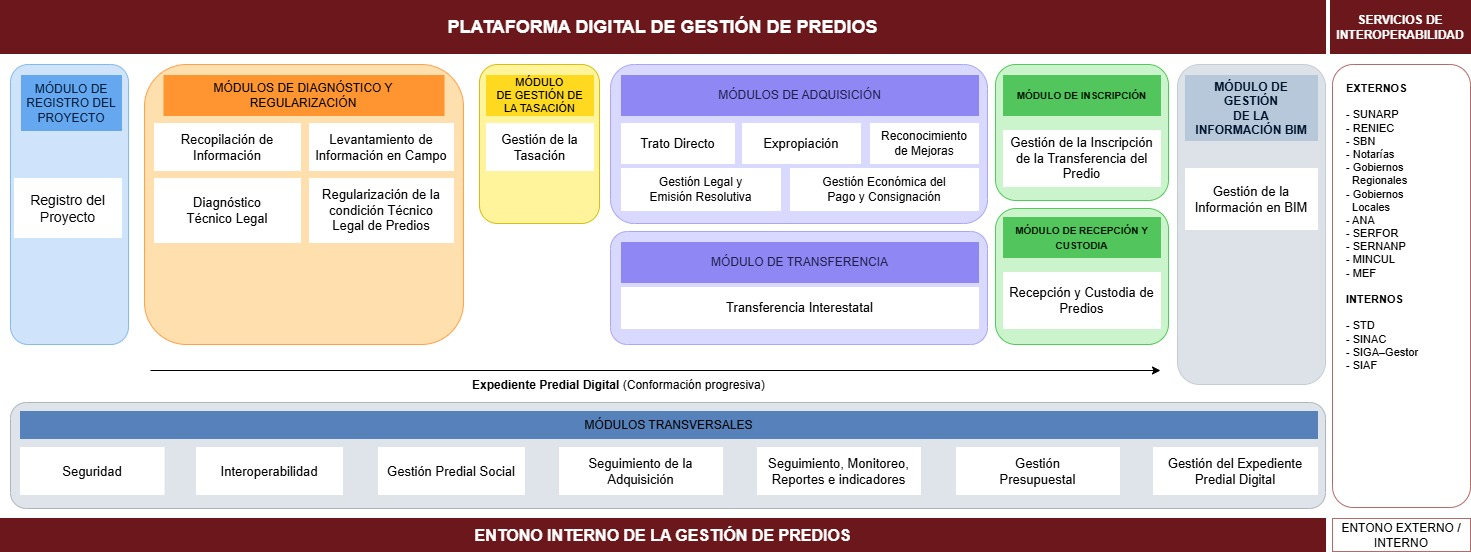 PLATAFORMA DIGITAL DE GESTIÓN DE PREDIOS
SERVICIOS DE
INTEROPERABILIDAD
MÓDULO DE
REGISTRO DEL
PROYECTO
Registro del
Proyecto
MÓDULOS DE DIAGNÓSTICO Y
REGULARIZACIÓN
Recopilación de
Información
Levantamiento de
Información en Campo
Diagnóstico
Técnico Legal
Regularización de la
condición Técnico
Legal de Predios
MÓDULO
DE GESTIÓN DE
LA TASACIÓN
Gestión de la
Tasación
MÓDULOS DE ADQUISICIÓN
Trato Directo
Expropiación
Reconocimiento
de Mejoras
Gestión Legal y
Emisión Resolutiva
Gestión Económica del
Pago y Consignación
MÓDULO DE TRANSFERENCIA
Transferencia Interestatal
MÓDULO DE INSCRIPCIÓN
Gestión de la Inscripción
de la Transferencia del
Predio
MÓDULO DE RECEPCIÓN Y
CUSTODIA
Recepción y Custodia de
Predios
MÓDULO DE
GESTIÓN
DE LA
INFORMACIÓN BIM
Gestión de la
Información en BIM
EXTERNOS
- SUNARP
- RENIEC
- SBN
- Notarías
- Gobiernos
Regionales
- Gobiernos
Locales
- ANA
- SERFOR
- SERNANP
- MINCUL
- MEF
INTERNOS
- STD
- SINAC
- SIGA–Gestor
- SIAF
Expediente Predial Digital (Conformación progresiva)
MÓDULOS TRANSVERSALES
Seguridad
Interoperabilidad
Gestión Predial Social
Seguimiento de la
Adquisición
Seguimiento, Monitoreo,
Reportes e indicadores
Gestión
Presupuestal
Gestión del Expediente
Predial Digital
ENTONO INTERNO DE LA GESTIÓN DE PREDIOS
ENTONO EXTERNO /
INTERNO